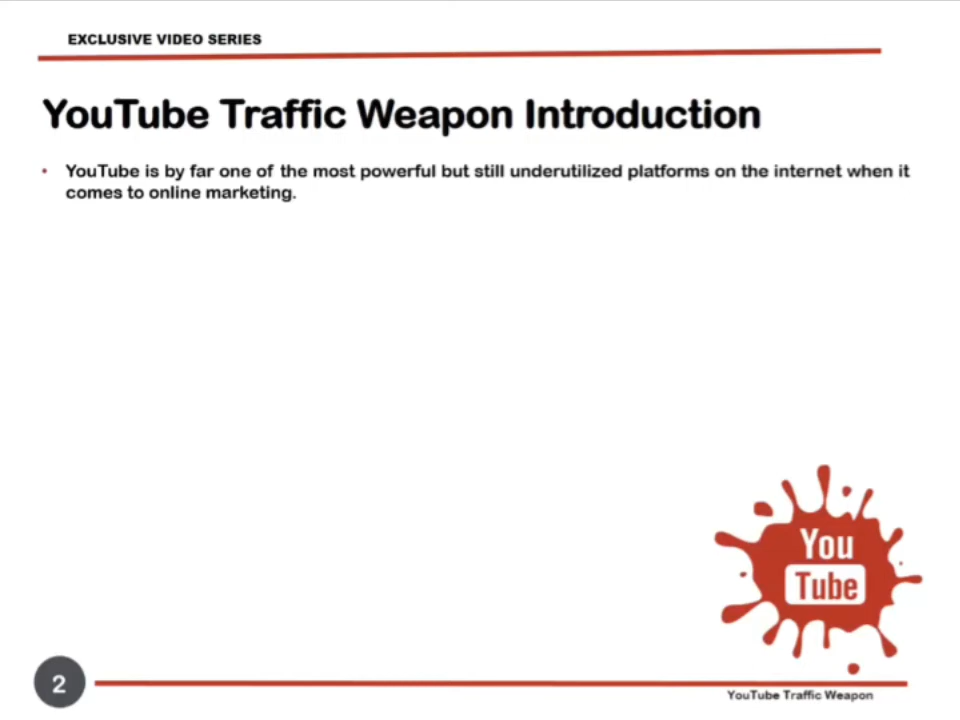 EXCLUSIVE VIDEO SERIES
YouTube Traffic Weapon Introduction
• YouTube is by far one of the most powerful but still underutilized platforms on the internet when it
comes to online marketing.
You
Tube
2
YouTube Traffic Weapon